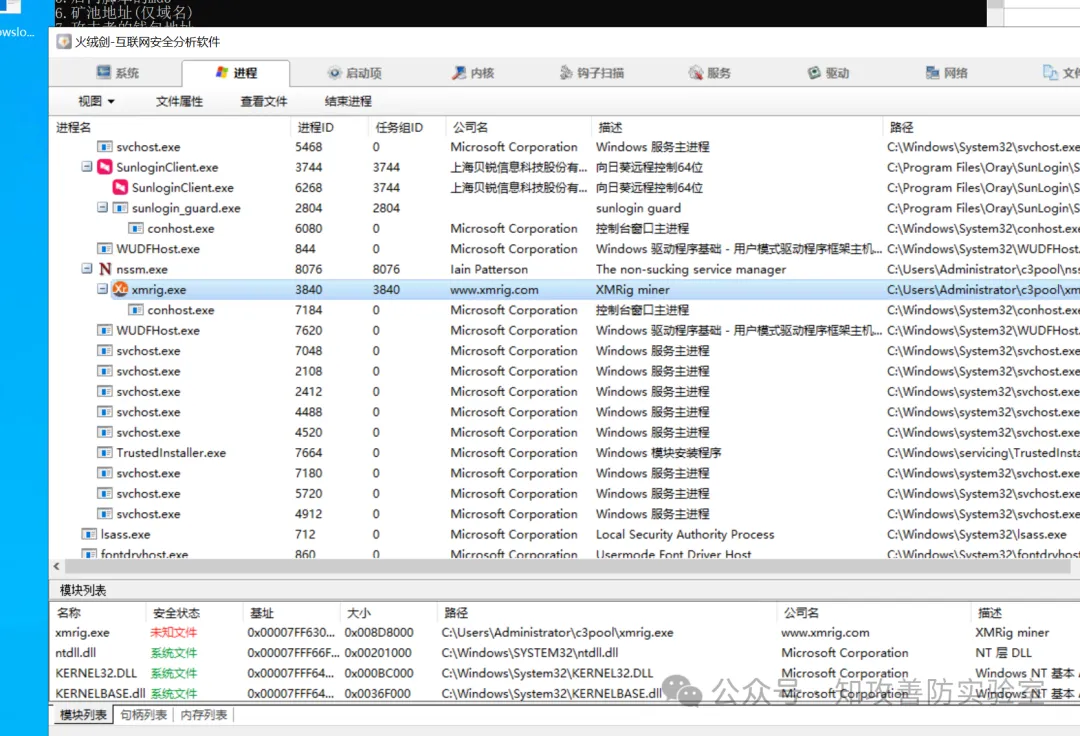 6. 矿池地址(仅域名)
wslo...
火绒剑-互联网安全分析软件
系统 进程 启动项 内核 钩子扫描 服务 驱动 网络
视图 文件属性 查看文件 结束进程
进程名 进程ID 任务组ID 公司名 描述 路径
svchost.exe 5468 0 Microsoft Corporation Windows 服务主进程 C:\Windows\System32\svchost.exe
SunloginClient.exe 3744 3744 上海贝锐信息科技股份有... 向日葵远程控制64位 C:\Program Files\Oray\SunLogin\S
SunloginClient.exe 6268 3744 上海贝锐信息科技股份有... 向日葵远程控制64位 C:\Program Files\Oray\SunLogin\S
sunlogin_guard.exe 2804 2804 sunlogin guard C:\Program Files\Oray\SunLogin\S
conhost.exe 6080 0 Microsoft Corporation 控制台窗口主进程 C:\Windows\System32\conhost.exe
WUDFHost.exe 844 0 Microsoft Corporation Windows 驱动程序基础 - 用户模式驱动程序框架主机... C:\Windows\System32\WUDFHost.
nssm.exe 8076 8076 Iain Patterson The non-sucking service manager C:\Users\Administrator\c3pool\nss
xmrig.exe 3840 3840 www.xmrig.com XMRig miner C:\Users\Administrator\c3pool\xm
conhost.exe 7184 0 Microsoft Corporation 控制台窗口主进程 C:\Windows\System32\conhost.exe
WUDFHost.exe 7620 0 Microsoft Corporation Windows 驱动程序基础 - 用户模式驱动程序框架主机... C:\Windows\System32\WUDFHost.
svchost.exe 7048 0 Microsoft Corporation Windows 服务主进程 C:\Windows\System32\svchost.exe
svchost.exe 2108 0 Microsoft Corporation Windows 服务主进程 C:\Windows\system32\svchost.exe
svchost.exe 2412 0 Microsoft Corporation Windows 服务主进程 C:\Windows\System32\svchost.exe
svchost.exe 4488 0 Microsoft Corporation Windows 服务主进程 C:\Windows\system32\svchost.exe
svchost.exe 4520 0 Microsoft Corporation Windows 服务主进程 C:\Windows\system32\svchost.exe
TrustedInstaller.exe 7664 0 Microsoft Corporation Windows 模块安装程序 C:\Windows\servicing\TrustedInsta
svchost.exe 7180 0 Microsoft Corporation Windows 服务主进程 C:\Windows\System32\svchost.exe
svchost.exe 5720 0 Microsoft Corporation Windows 服务主进程 C:\Windows\System32\svchost.exe
svchost.exe 4912 0 Microsoft Corporation Windows 服务主进程 C:\Windows\System32\svchost.exe
lsass.exe 712 0 Microsoft Corporation Local Security Authority Process C:\Windows\System32\lsass.exe
fontdrvhost.exe 860 0 Microsoft Corporation Usermode Font Driver Host C:\Windows\System32\fontdrvhost
模块列表
名称 安全状态 基址 大小 路径 公司名 描述
xmrig.exe 未知文件 0x00007FF630... 0x008D8000 C:\Users\Administrator\c3pool\xmrig.exe www.xmrig.com XMRig miner
ntdll.dll 系统文件 0x00007FF66F... 0x00201000 C:\Windows\SYSTEM32\ntdll.dll Microsoft Corporation NT 层 DLL
KERNEL32.DLL 系统文件 0x00007FF64... 0x000BC000 C:\Windows\System32\KERNEL32.DLL Microsoft Corporation Windows NT 基本
KERNELBASE.dll 系统文件 0x00007FF64... 0x0036F000 C:\Windows\System32\KERNELBASE.dll Microsoft Corporation Windows NT 基本
公众号 · 知攻善防实验室
模块列表 句柄列表 内存列表